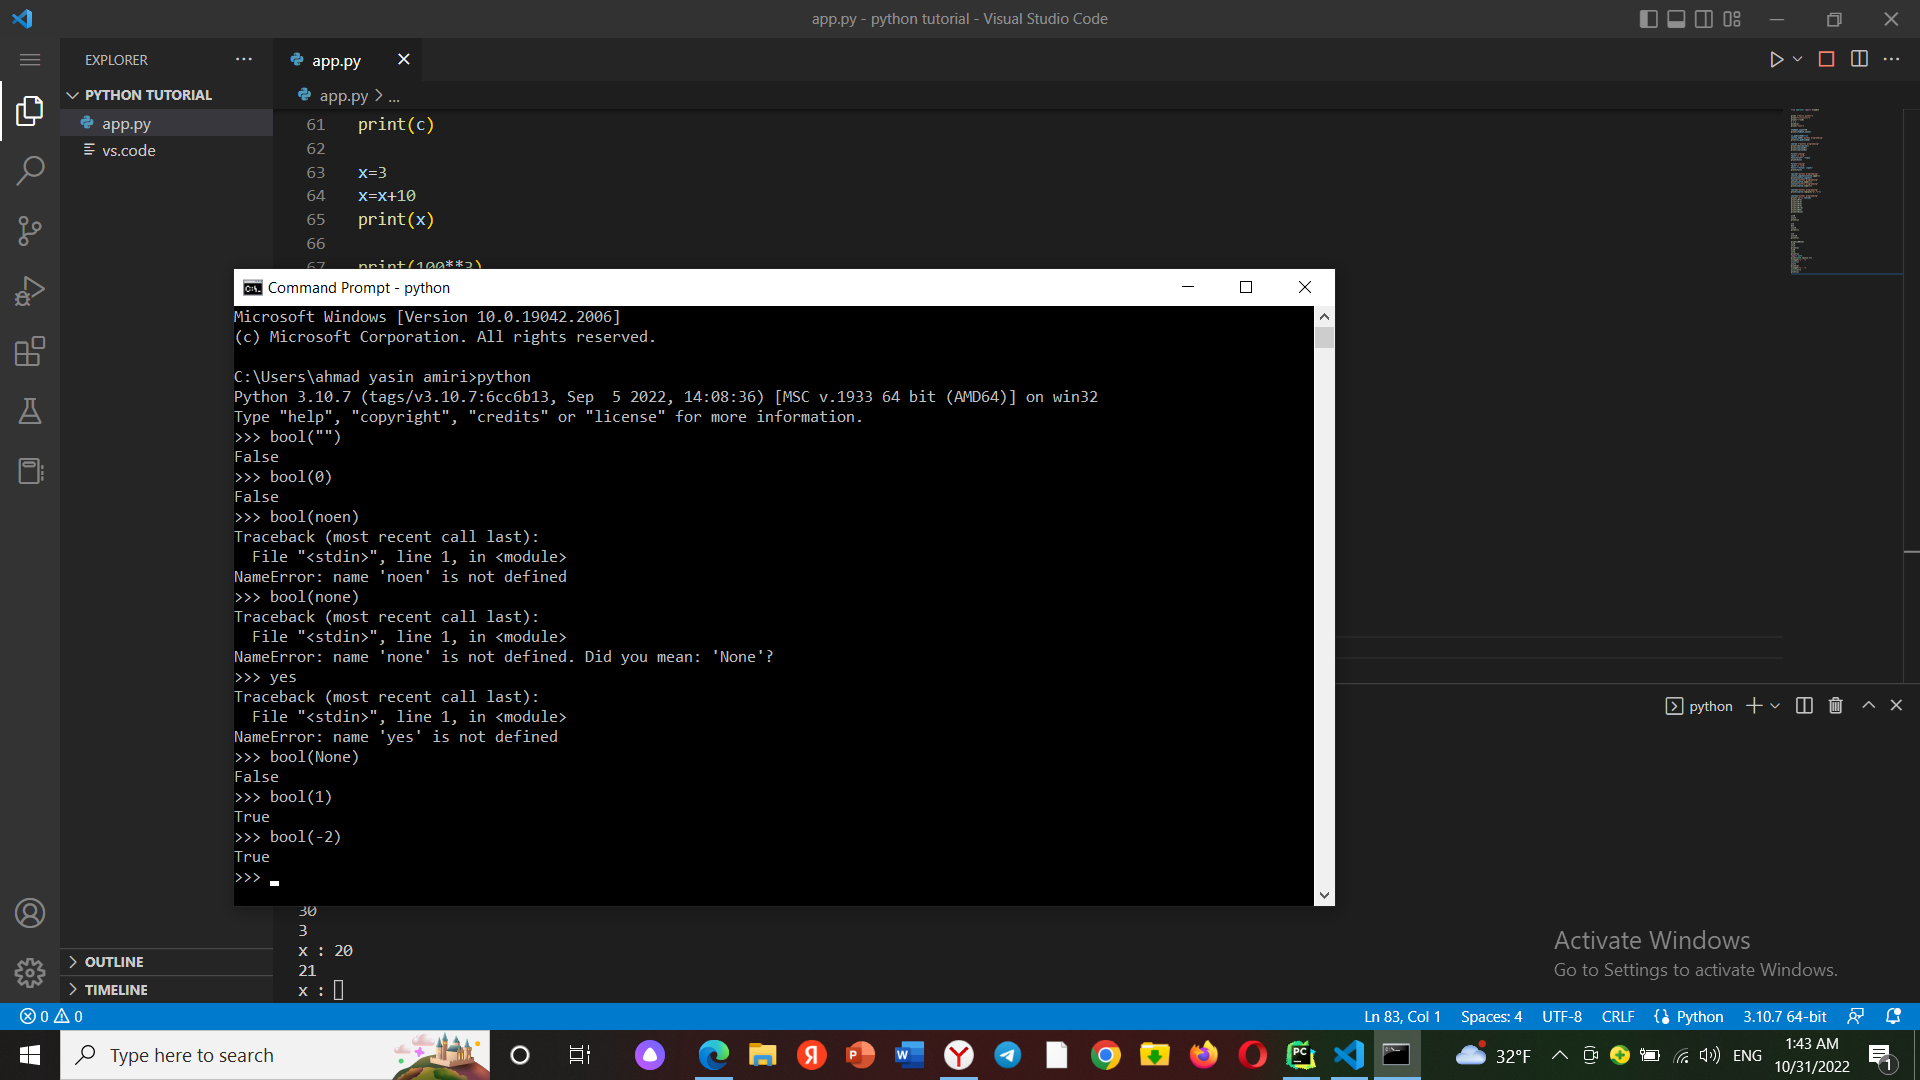 app.py - python tutorial - Visual Studio Code
EXPLORER
app.py
PYTHON TUTORIAL
app.py > ...
app.py
vs.code
61 print(c)
62
63 x=3
64 x=x+10
65 print(x)
66
67 print(100**3)
Command Prompt - python
Microsoft Windows [Version 10.0.19042.2006]
(c) Microsoft Corporation. All rights reserved.
C:\Users\ahmad yasin amiri>python
Python 3.10.7 (tags/v3.10.7:6cc6b13, Sep  5 2022, 14:08:36) [MSC v.1933 64 bit (AMD64)] on win32
Type "help", "copyright", "credits" or "license" for more information.
>>> bool("")
False
>>> bool(0)
False
>>> bool(noen)
Traceback (most recent call last):
  File "<stdin>", line 1, in <module>
NameError: name 'noen' is not defined
>>> bool(none)
Traceback (most recent call last):
  File "<stdin>", line 1, in <module>
NameError: name 'none' is not defined. Did you mean: 'None'?
>>> yes
Traceback (most recent call last):
  File "<stdin>", line 1, in <module>
NameError: name 'yes' is not defined
>>> bool(None)
False
>>> bool(1)
True
>>> bool(-2)
True
>>>
python
30
3
x : 20
21
x :
OUTLINE
TIMELINE
Activate Windows
Go to Settings to activate Windows.
0 0
Ln 83, Col 1 Spaces: 4 UTF-8 CRLF Python 3.10.7 64-bit
Type here to search
32°F
ENG
1:43 AM
10/31/2022
1